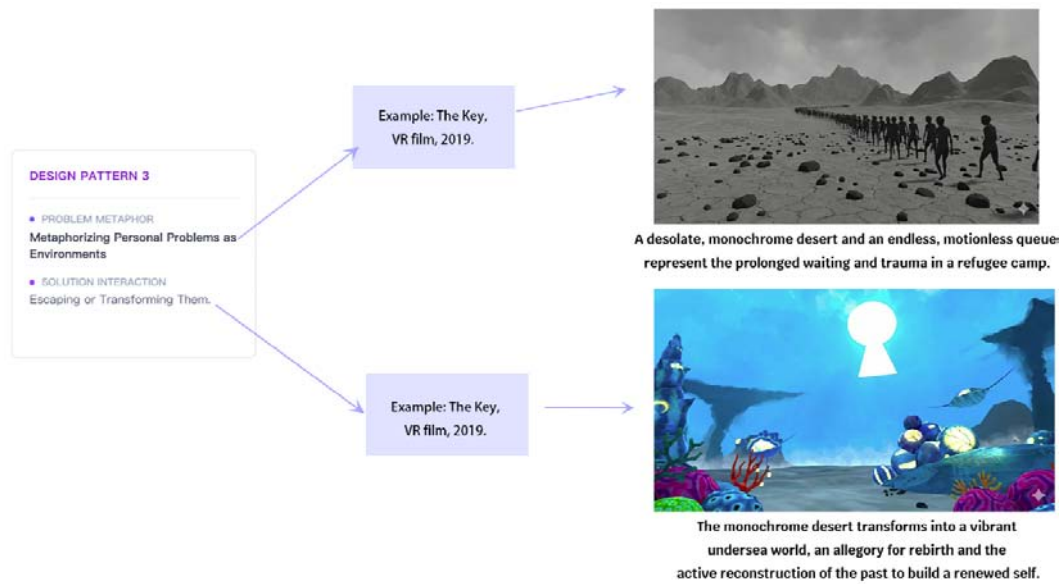 DESIGN PATTERN 3
PROBLEM METAPHOR
Metaphorizing Personal Problems as
Environments
SOLUTION INTERACTION
Escaping or Transforming Them.
Example: The Key,
VR film, 2019.
A desolate, monochrome desert and an endless, motionless queue
represent the prolonged waiting and trauma in a refugee camp.
Example: The Key,
VR film, 2019.
The monochrome desert transforms into a vibrant
undersea world, an allegory for rebirth and the
active reconstruction of the past to build a renewed self.